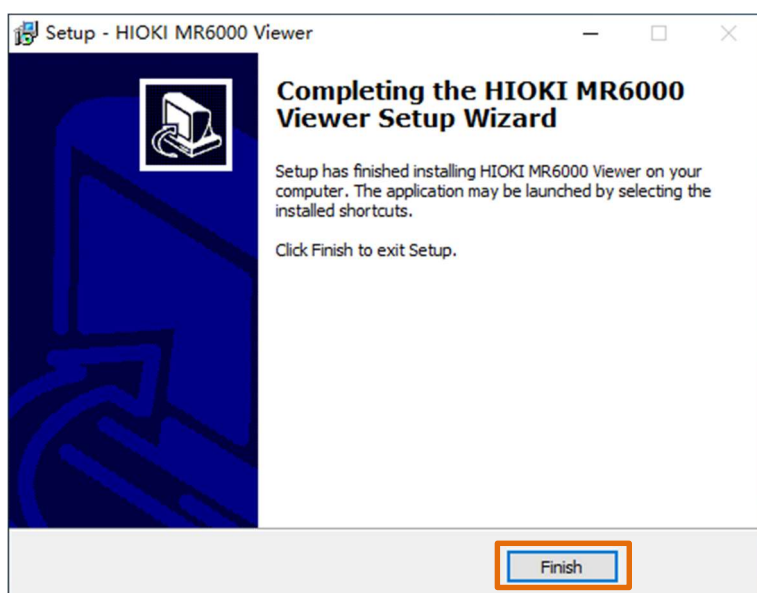 Setup - HIOKI MR6000 Viewer
Completing the HIOKI MR6000
Viewer Setup Wizard
Setup has finished installing HIOKI MR6000 Viewer on your
computer. The application may be launched by selecting the
installed shortcuts.
Click Finish to exit Setup.
Finish